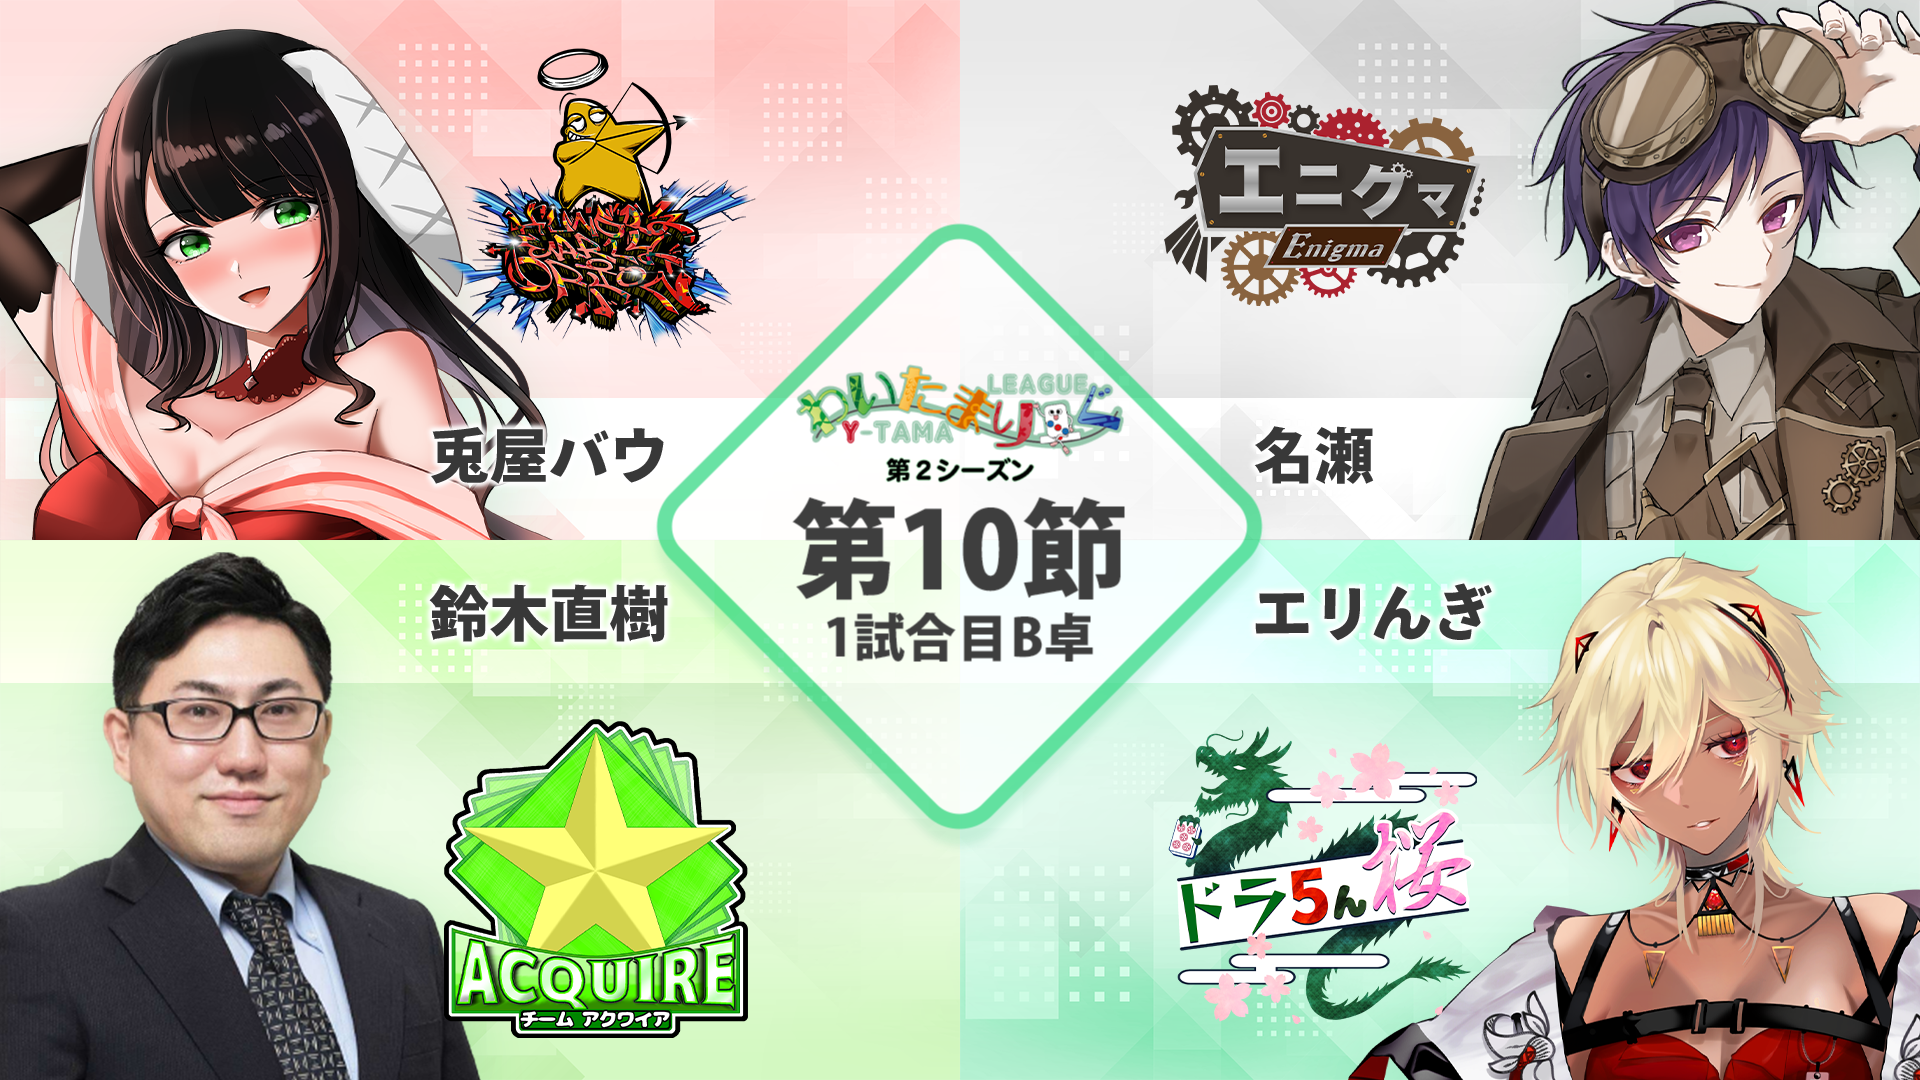 兎屋バウ
エニグマ
Enigma
名瀬
わいたまりーぐ
LEAGUE
Y-TAMA
第2シーズン
第10節
1試合目B卓
鈴木直樹
ACQUIRE
チーム アクワイア
エリんぎ
ドラ5ん桜